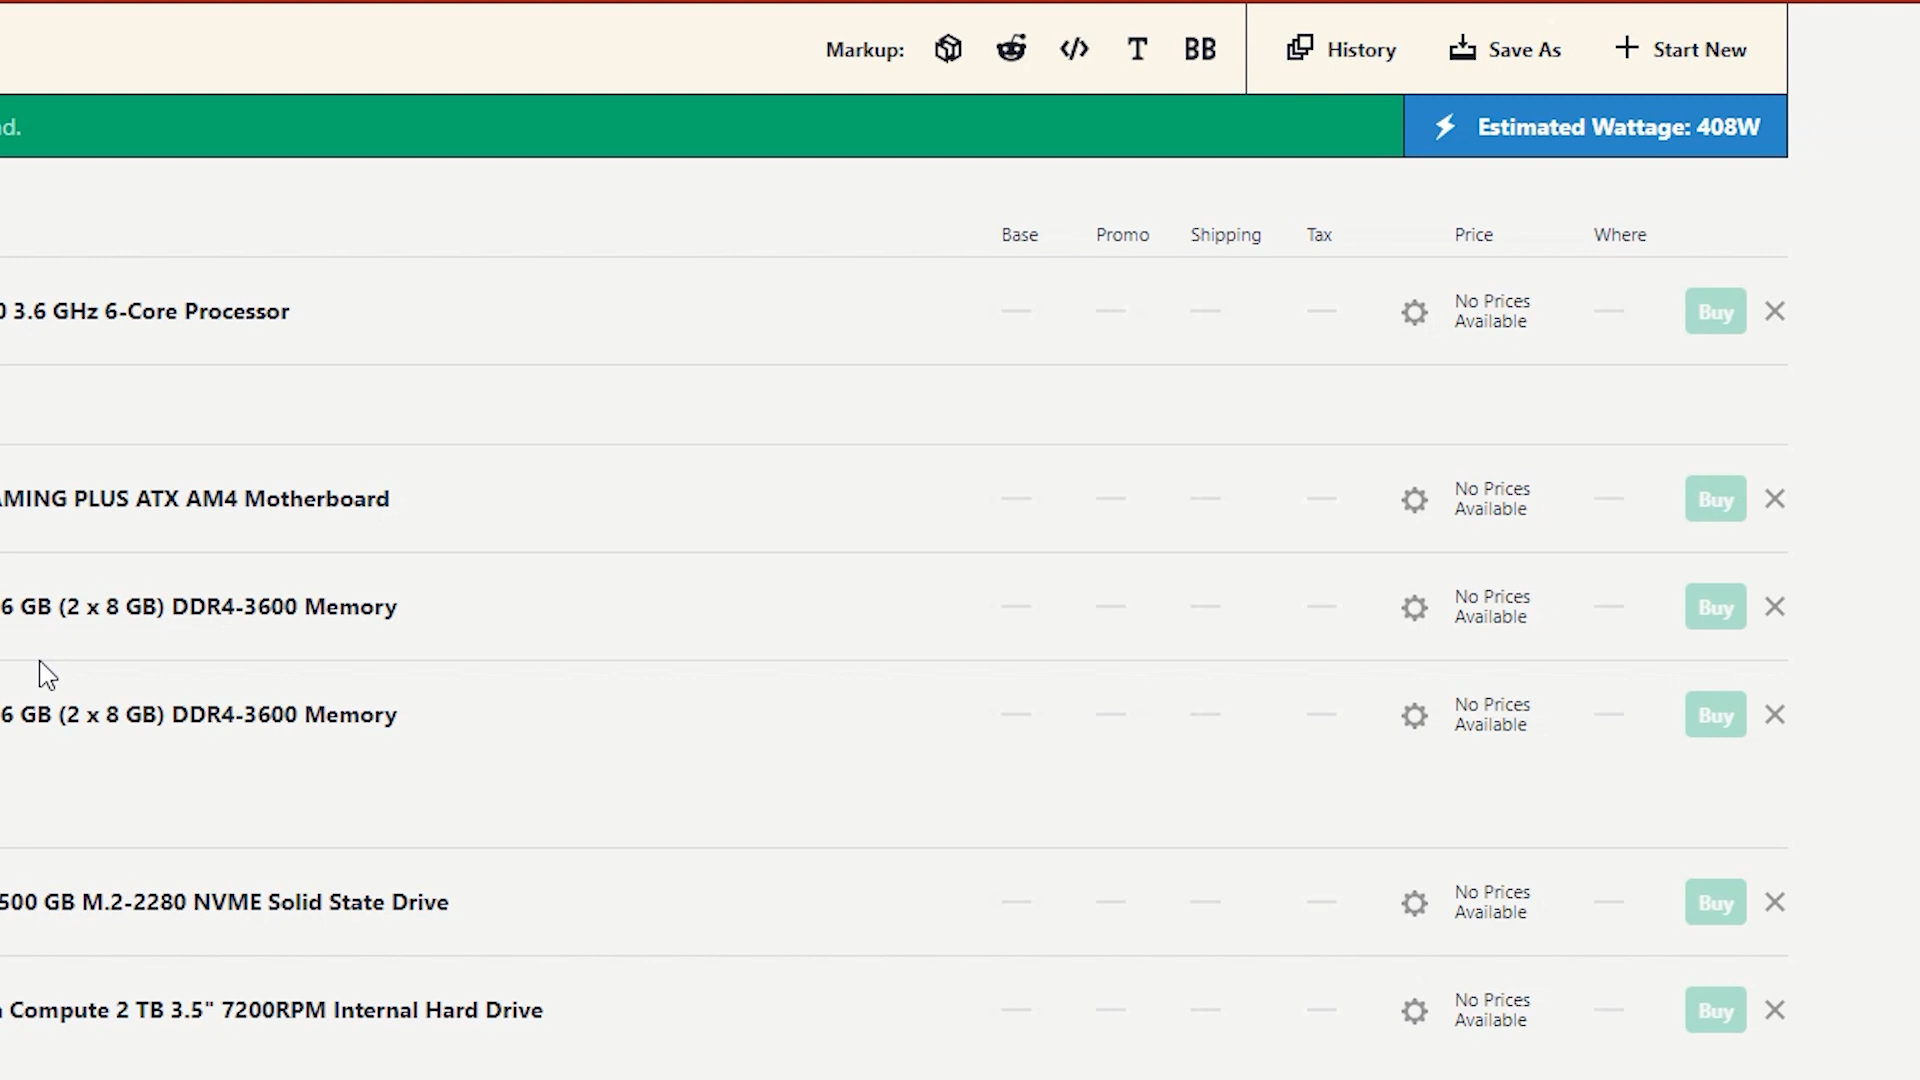 Markup: T BB History Save As Start New
d. Estimated Wattage: 408W
Base Promo Shipping Tax Price Where
3.6 GHz 6-Core Processor No Prices Available Buy
AMING PLUS ATX AM4 Motherboard No Prices Available Buy
6 GB (2 x 8 GB) DDR4-3600 Memory No Prices Available Buy
6 GB (2 x 8 GB) DDR4-3600 Memory No Prices Available Buy
500 GB M.2-2280 NVME Solid State Drive No Prices Available Buy
Compute 2 TB 3.5" 7200RPM Internal Hard Drive No Prices Available Buy